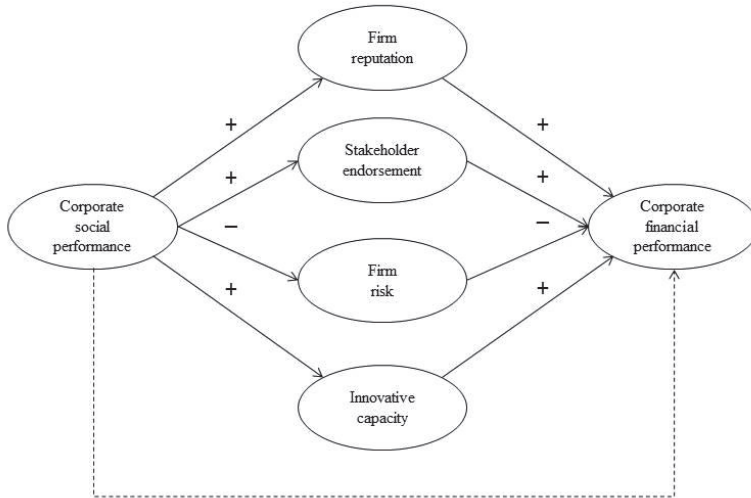 Firm
reputation
+
+
Stakeholder
endorsement
+
+
Corporate
social
performance
−
−
Corporate
financial
performance
Firm
risk
+
+
Innovative
capacity